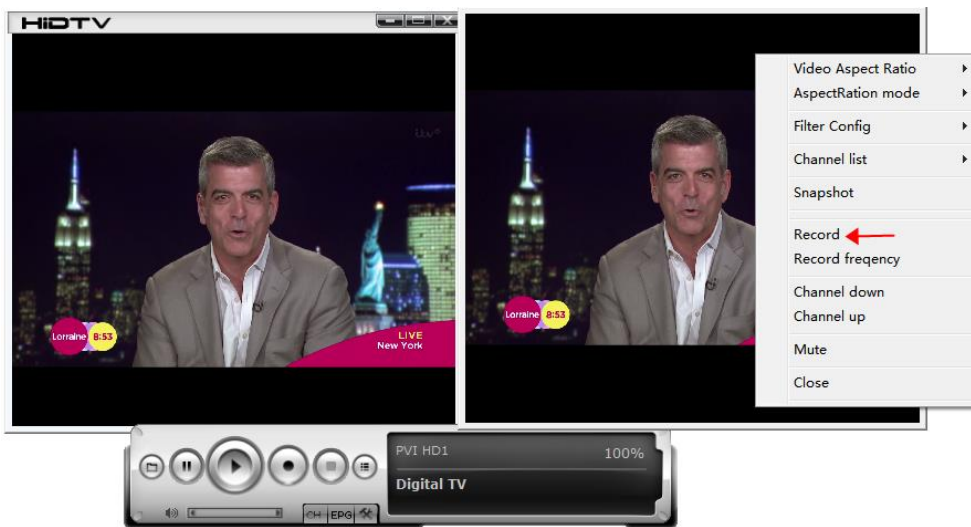 HiDTV
itv
Lorraine 8:53
LIVE
New York
Lorraine 8:53
Video Aspect Ratio
AspectRation mode
Filter Config
Channel list
Snapshot
Record
Record freqency
Channel down
Channel up
Mute
Close
PVI HD1 100%
Digital TV
CH EPG